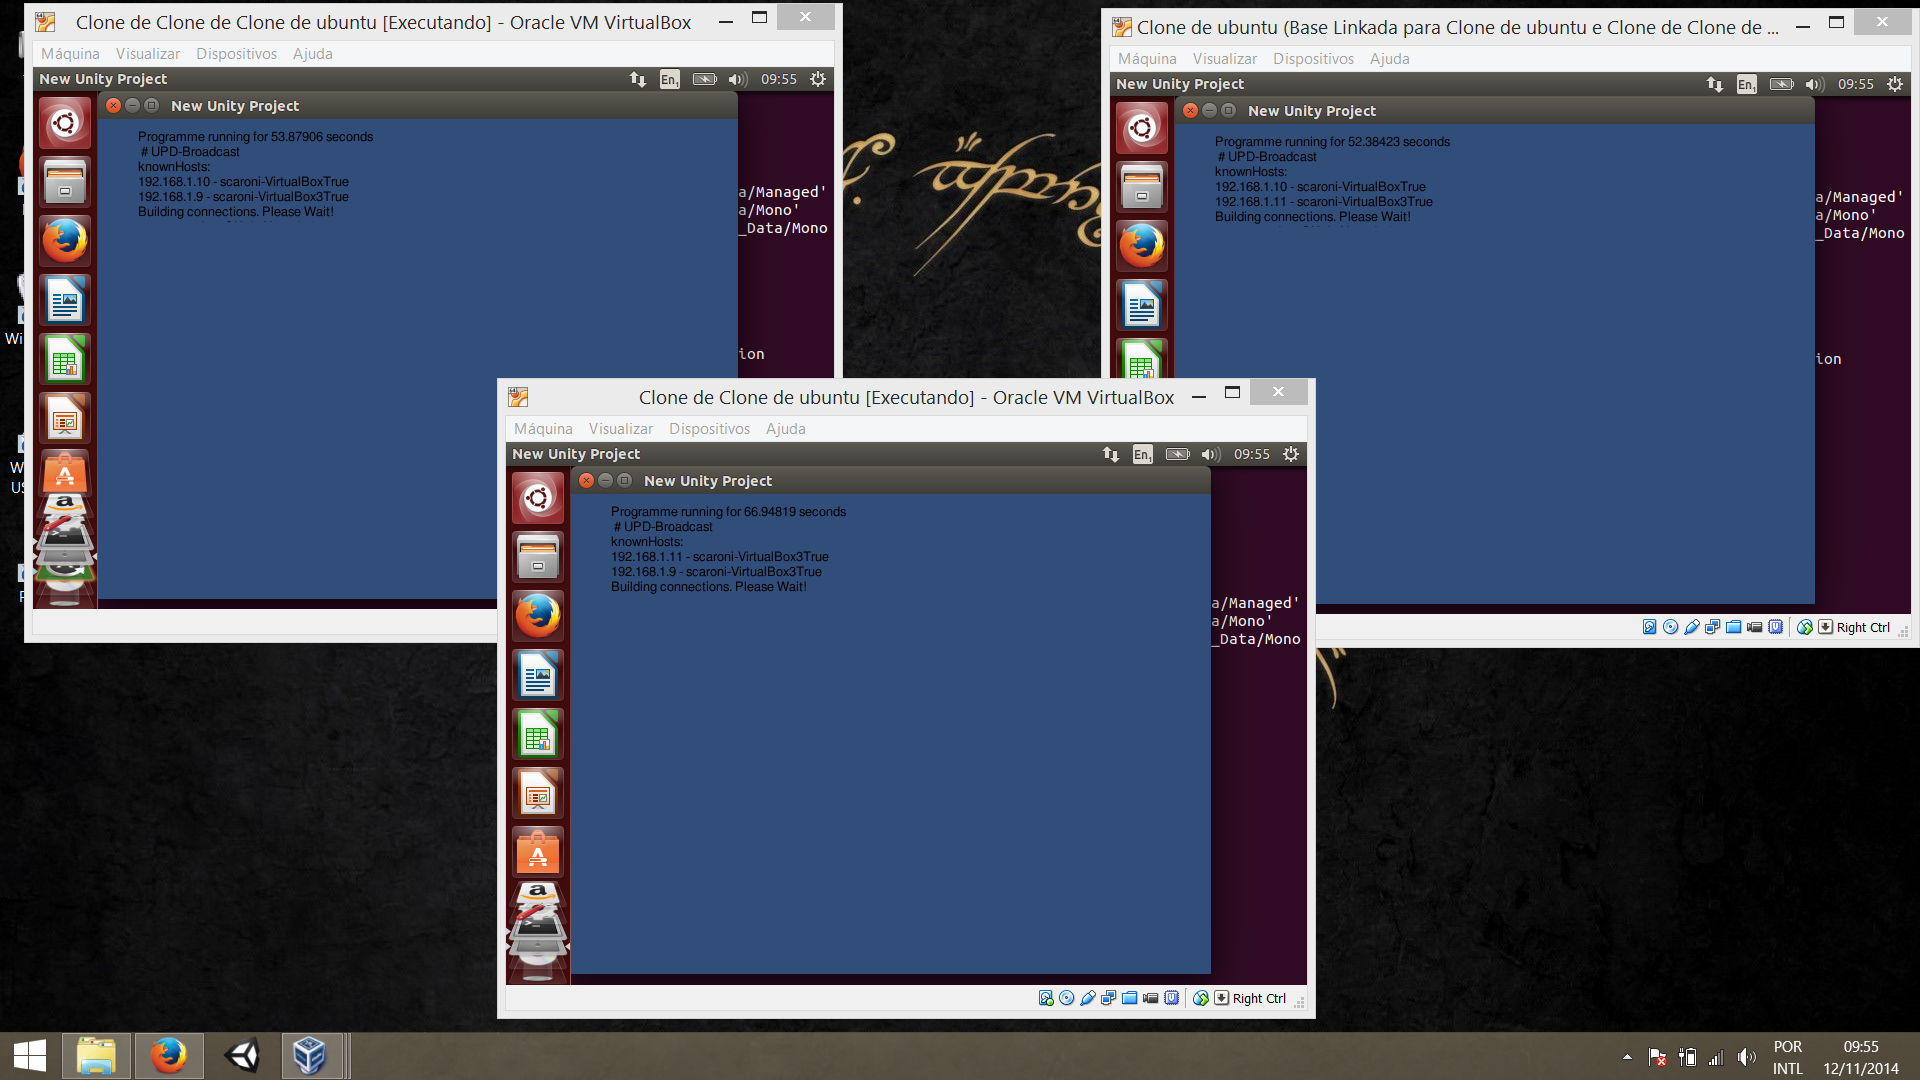 Clone de Clone de Clone de ubuntu [Executando] - Oracle VM VirtualBox
Máquina Visualizar Dispositivos Ajuda
New Unity Project
En1
09:55
New Unity Project
Programme running for 53.87906 seconds
# UPD-Broadcast
knownHosts:
192.168.1.10 - scaroni-VirtualBoxTrue
192.168.1.9 - scaroni-VirtualBox3True
Building connections. Please Wait!
a/Managed'
a/Mono'
_Data/Mono
ion
Clone de ubuntu (Base Linkada para Clone de ubuntu e Clone de Clone de ...
Máquina Visualizar Dispositivos Ajuda
New Unity Project
En1
09:55
New Unity Project
Programme running for 52.38423 seconds
# UPD-Broadcast
knownHosts:
192.168.1.10 - scaroni-VirtualBoxTrue
192.168.1.11 - scaroni-VirtualBox3True
Building connections. Please Wait!
a/Managed'
a/Mono'
_Data/Mono
ion
Right Ctrl
Clone de Clone de ubuntu [Executando] - Oracle VM VirtualBox
Máquina Visualizar Dispositivos Ajuda
New Unity Project
En1
09:55
New Unity Project
Programme running for 66.94819 seconds
# UPD-Broadcast
knownHosts:
192.168.1.11 - scaroni-VirtualBox3True
192.168.1.9 - scaroni-VirtualBox3True
Building connections. Please Wait!
a/Managed'
a/Mono'
_Data/Mono
Right Ctrl
Wi
W
US
POR
INTL
09:55
12/11/2014